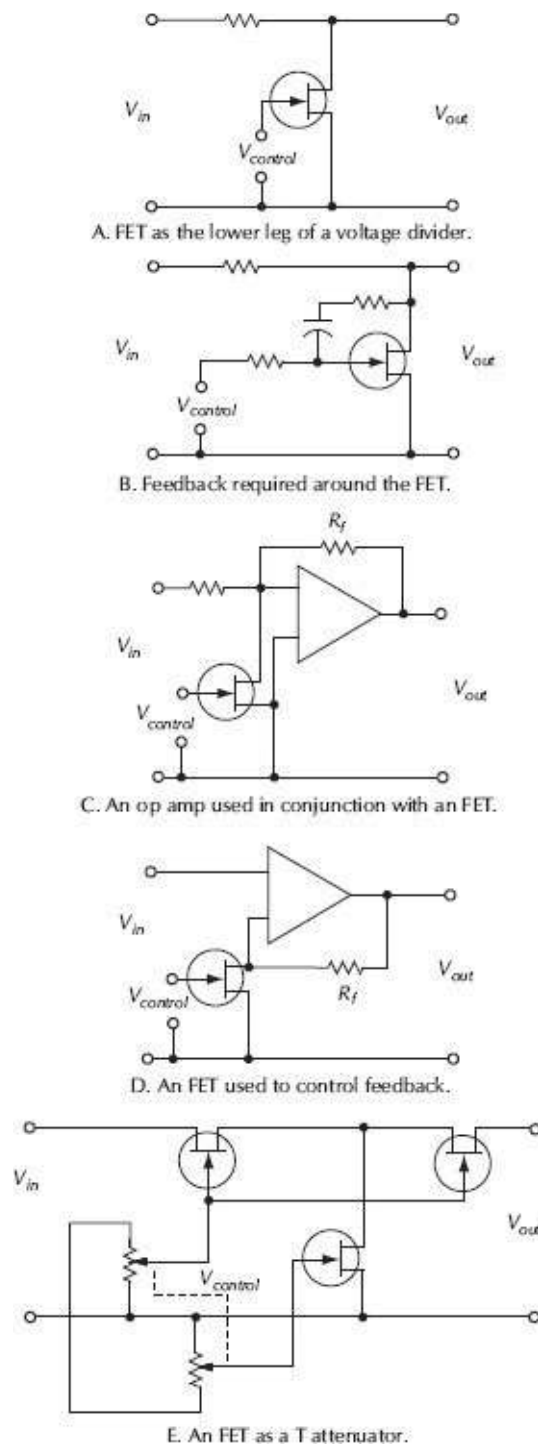 V_in
V_out
V_control
A. FET as the lower leg of a voltage divider.
V_in
V_out
V_control
B. Feedback required around the FET.
R_f
V_in
V_out
V_control
C. An op amp used in conjunction with an FET.
V_in
V_out
V_control
R_f
D. An FET used to control feedback.
V_in
V_out
V_control
E. An FET as a T attenuator.